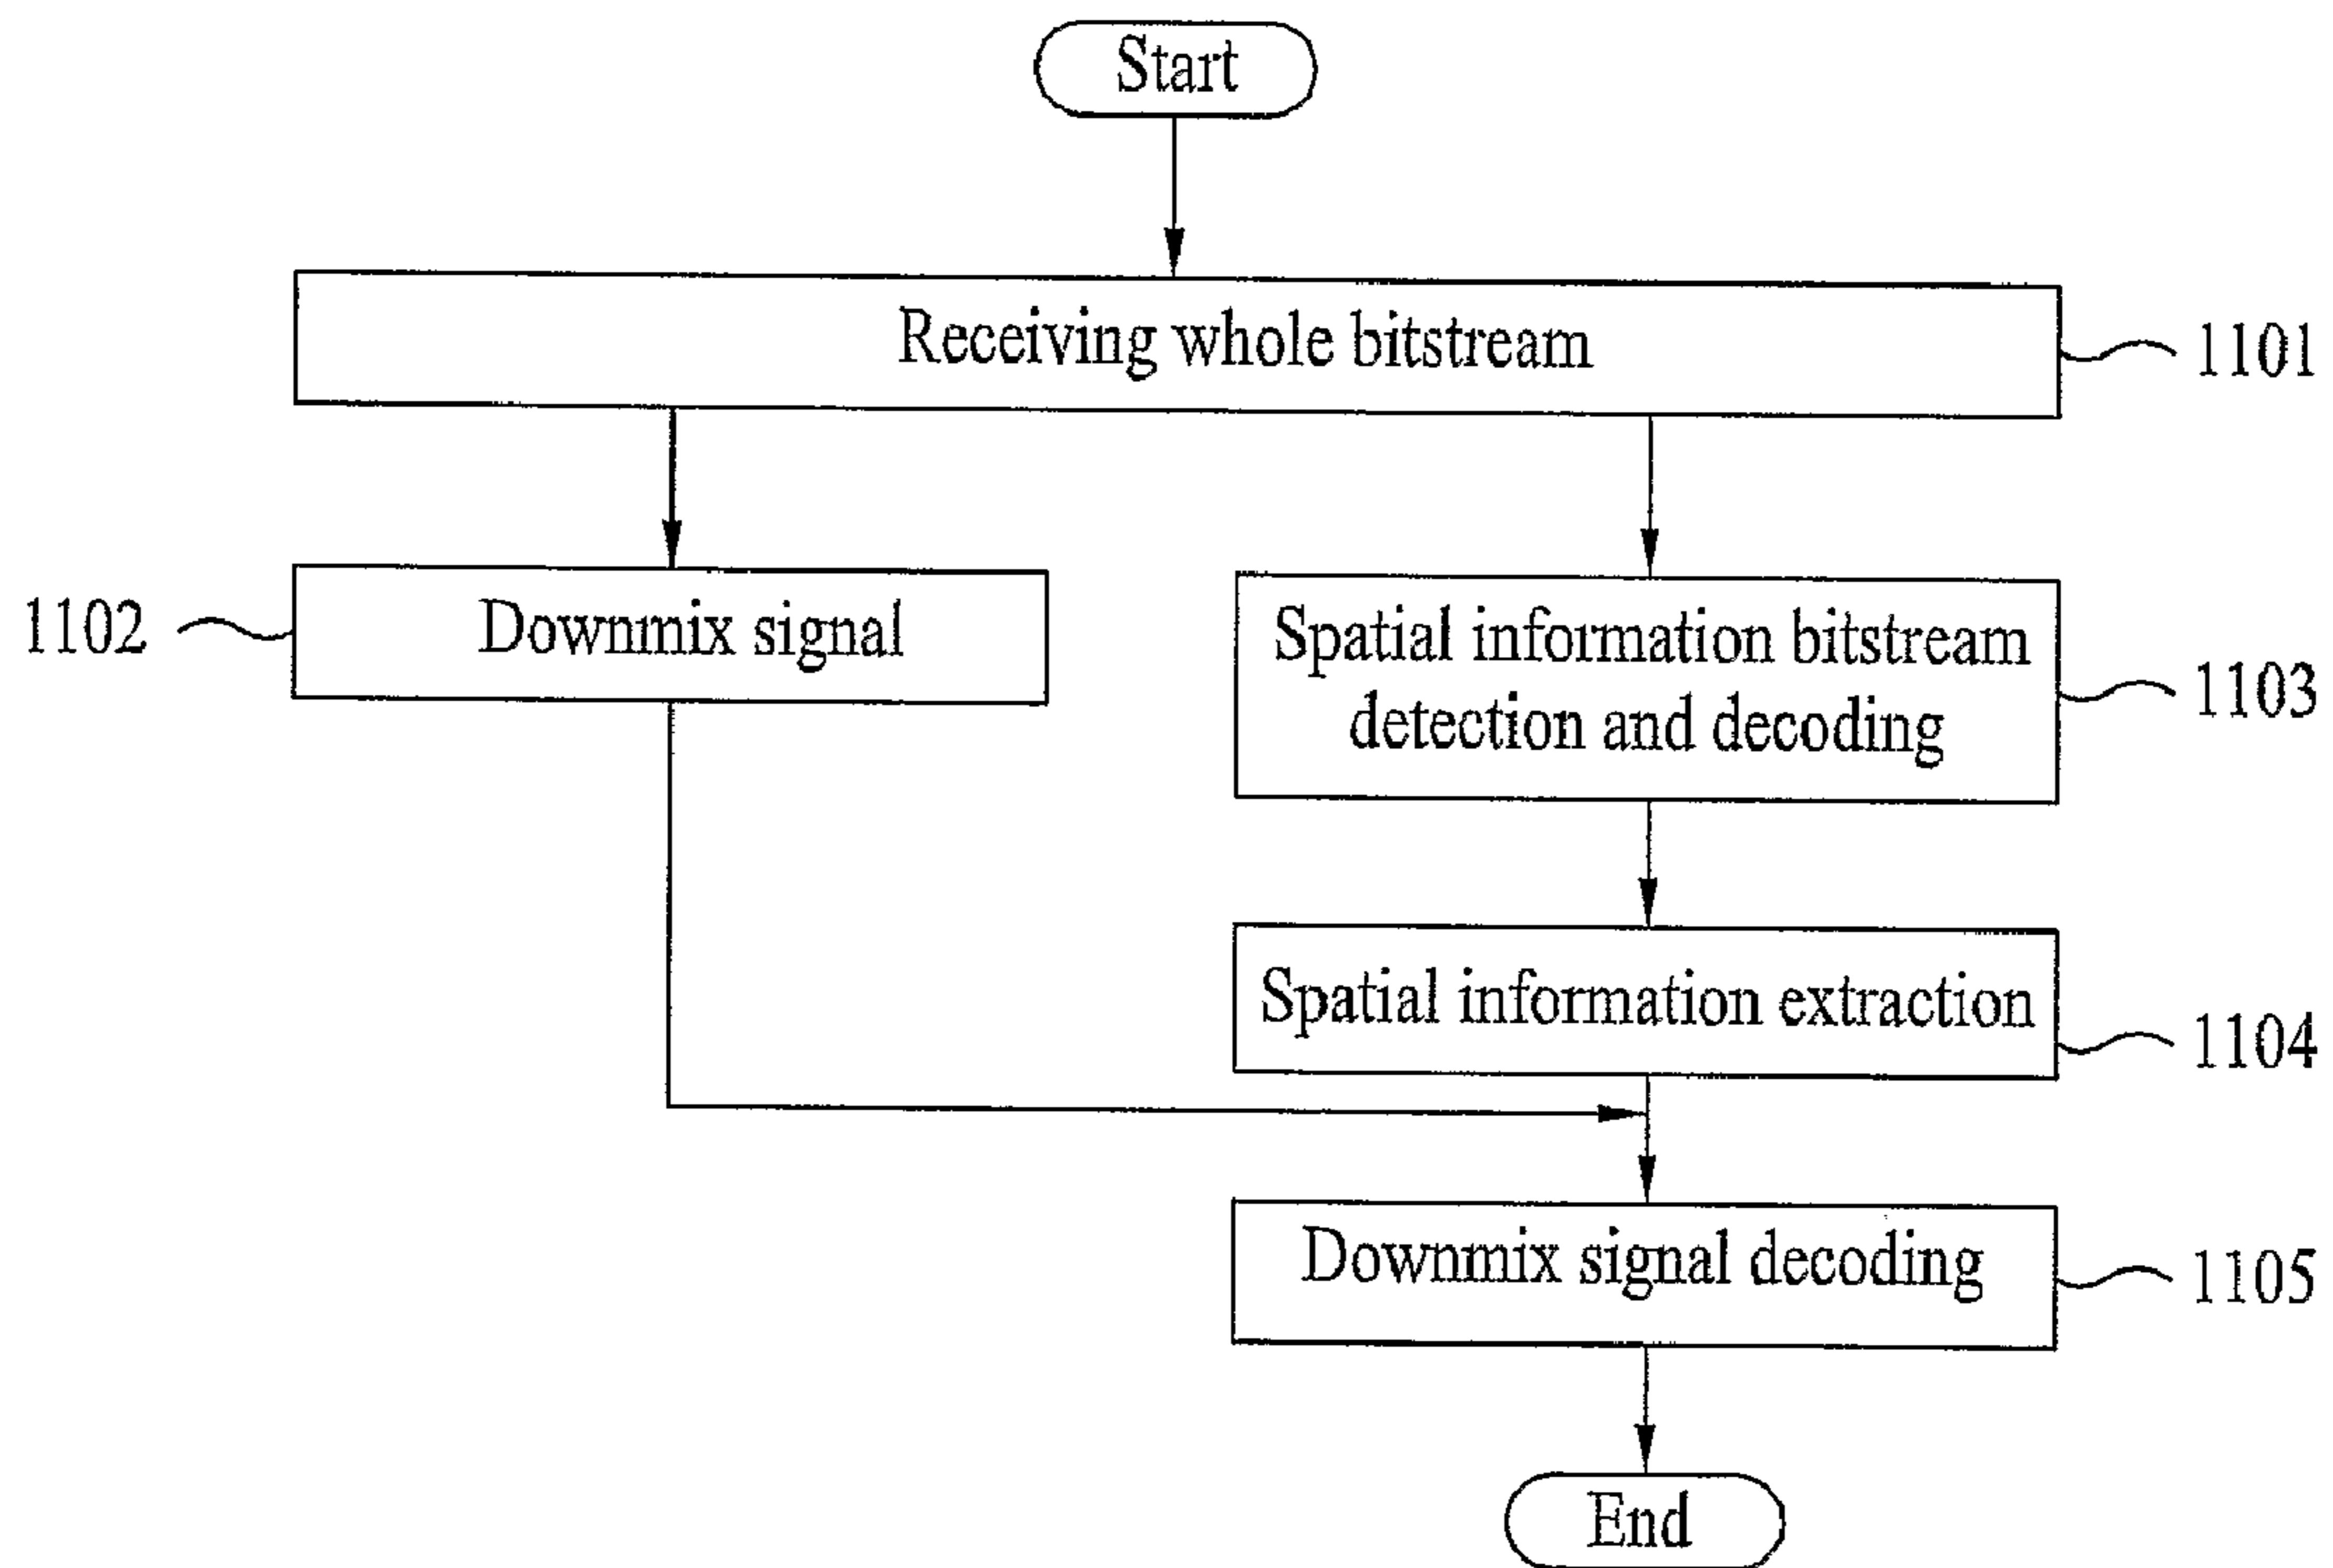 Start
Receiving whole bitstream
1101
1102
Downmix signal
Spatial information bitstream
detection and decoding
1103
Spatial information extraction
1104
Downmix signal decoding
1105
End